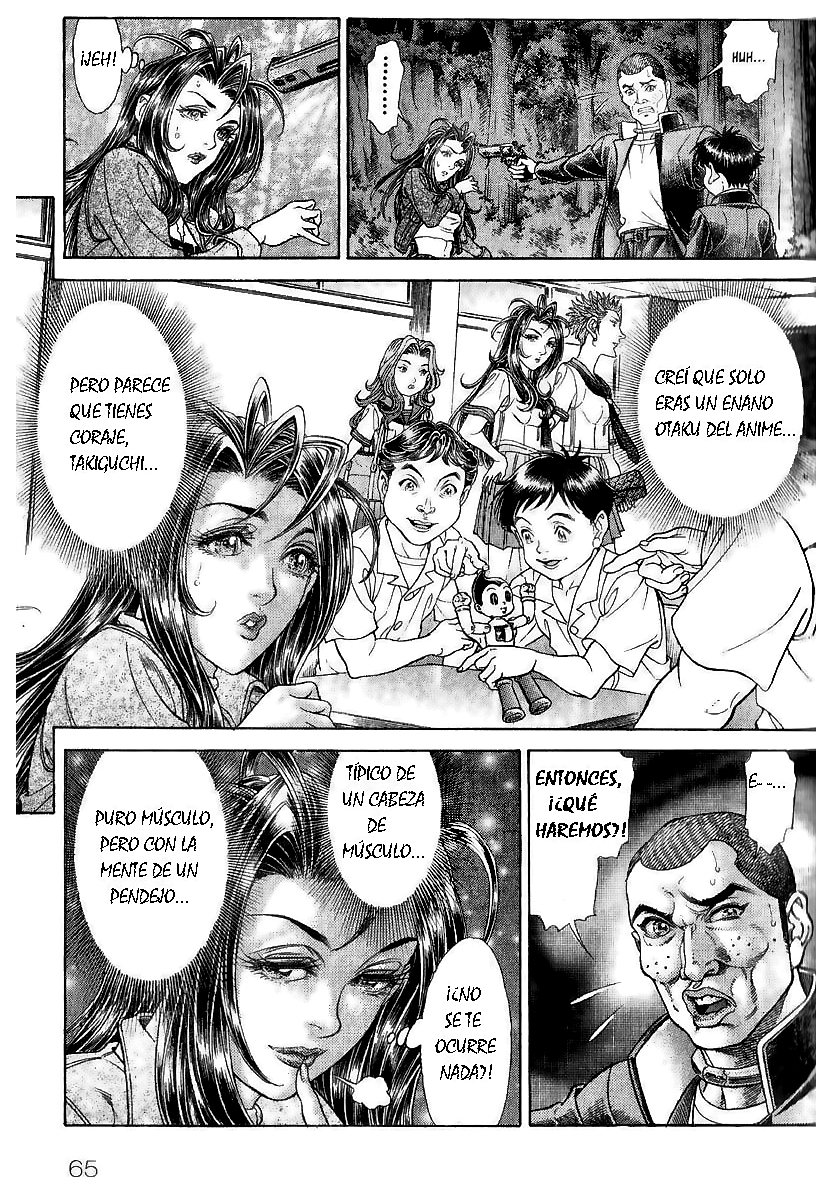 HUH...
........
¡¡EH!
CREÍ QUE SOLO
ERAS UN ENANO
OTAKU DEL ANIME...
PERO PARECE
QUE TIENES
CORAJE,
TAKIGUCHI...
E--...
ENTONCES,
¡¿QUÉ
HAREMOS?!
TÍPICO DE
UN CABEZA
DE
MÚSCULO...
PURO MÚSCULO,
PERO CON LA
MENTE DE UN
PENDEJO...
¡¿NO
SE TE
OCURRE
NADA?!
65